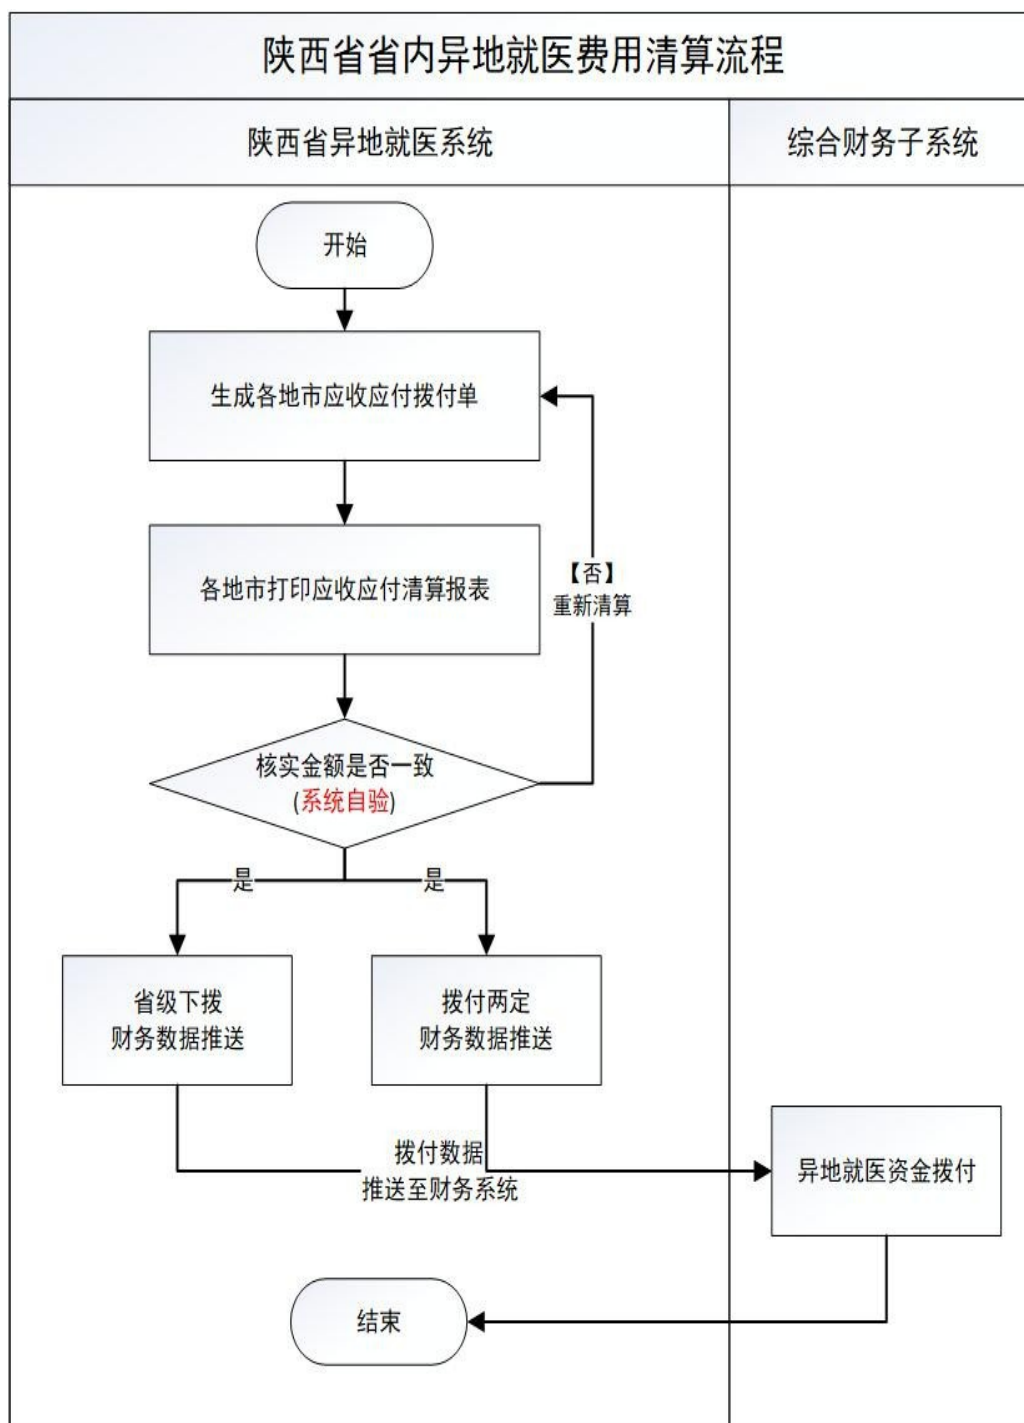 陕西省省内异地就医费用清算流程
陕西省异地就医系统
综合财务子系统
开始
生成各地市应收应付拨付单
各地市打印应收应付清算报表
【否】
重新清算
核实金额是否一致
(系统自验)
是
是
省级下拨
财务数据推送
拨付两定
财务数据推送
拨付数据
推送至财务系统
异地就医资金拨付
结束